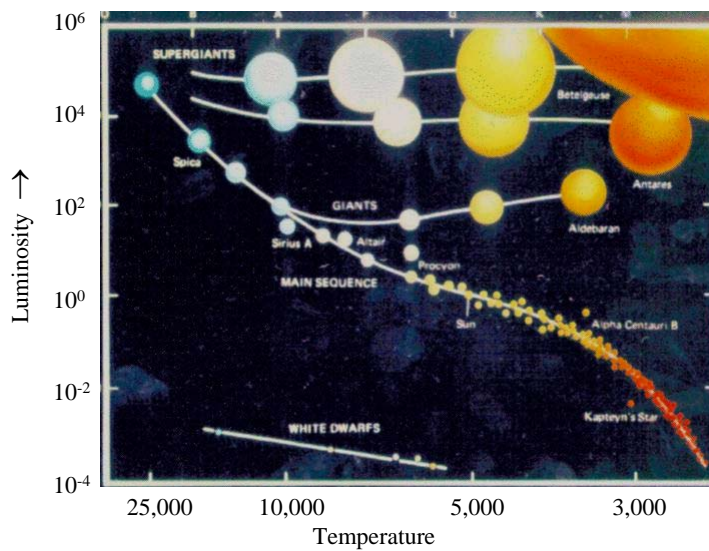 10⁶
O B A F G K M
SUPERGIANTS
Betelgeuse
10⁴
Spica
Antares
10²
GIANTS
Aldebaran
Sirius A
Altair
Procyon
MAIN SEQUENCE
10⁰
Sun
Alpha Centauri B
10⁻²
Kapteyn's Star
WHITE DWARFS
10⁻⁴
25,000 10,000 5,000 3,000
Temperature
Luminosity →